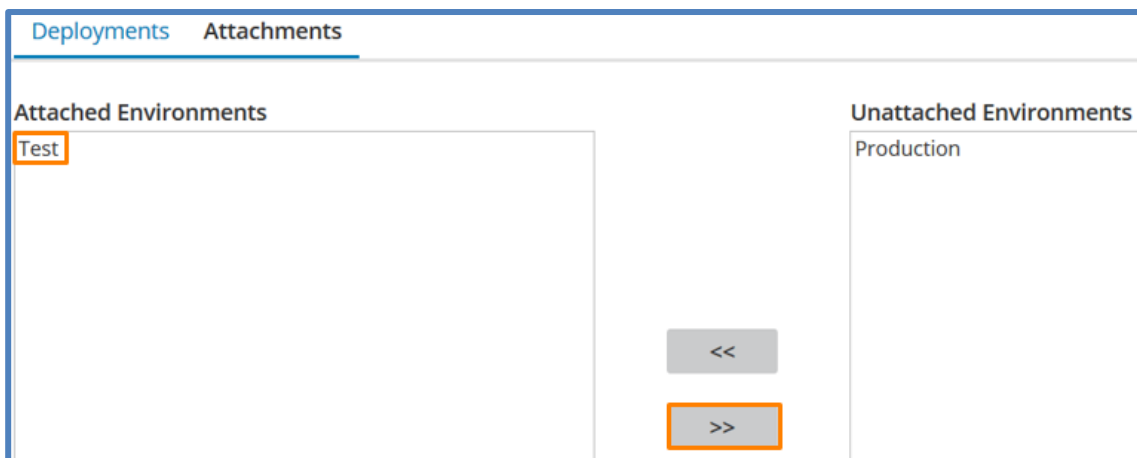 Deployments Attachments
Attached Environments Unattached Environments
Test Production
<<
>>